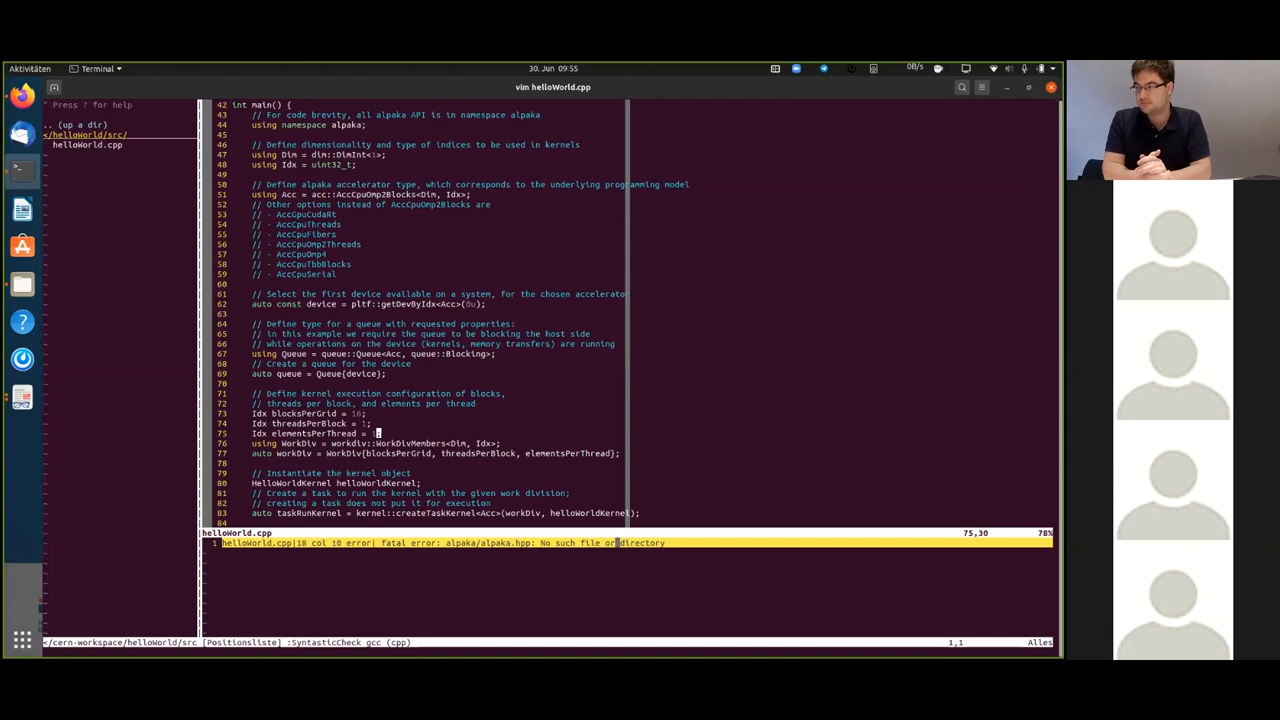 Aktivitäten
Terminal
30. Jun 09:55
0B/s
vim helloWorld.cpp
" Press ? for help
.. (up a dir)
</helloWorld/src/
helloWorld.cpp
42 int main() {
43 // For code brevity, all alpaka API is in namespace alpaka
44 using namespace alpaka;
45
46 // Define dimensionality and type of indices to be used in kernels
47 using Dim = dim::DimInt<1>;
48 using Idx = uint32_t;
49
50 // Define alpaka accelerator type, which corresponds to the underlying programming model
51 using Acc = acc::AccCpuOmp2Blocks<Dim, Idx>;
52 // Other options instead of AccCpuOmp2Blocks are
53 // - AccGpuCudaRt
54 // - AccCpuThreads
55 // - AccCpuFibers
56 // - AccCpuOmp2Threads
57 // - AccCpuOmp4
58 // - AccCpuTbbBlocks
59 // - AccCpuSerial
60
61 // Select the first device available on a system, for the chosen accelerator
62 auto const device = pltf::getDevByIdx<Acc>(0u);
63
64 // Define type for a queue with requested properties:
65 // in this example we require the queue to be blocking the host side
66 // while operations on the device (kernels, memory transfers) are running
67 using Queue = queue::Queue<Acc, queue::Blocking>;
68 // Create a queue for the device
69 auto queue = Queue{device};
70
71 // Define kernel execution configuration of blocks,
72 // threads per block, and elements per thread
73 Idx blocksPerGrid = 16;
74 Idx threadsPerBlock = 1;
75 Idx elementsPerThread = 1;
76 using WorkDiv = workdiv::WorkDivMembers<Dim, Idx>;
77 auto workDiv = WorkDiv{blocksPerGrid, threadsPerBlock, elementsPerThread};
78
79 // Instantiate the kernel object
80 HelloWorldKernel helloWorldKernel;
81 // Create a task to run the kernel with the given work division;
82 // creating a task does not put it for execution
83 auto taskRunKernel = kernel::createTaskKernel<Acc>(workDiv, helloWorldKernel);
84
helloWorld.cpp 75,30 78%
1 helloWorld.cpp|18 col 10 error| fatal error: alpaka/alpaka.hpp: No such file or directory
</cern-workspace/helloWorld/src [Positionsliste] :SyntasticCheck gcc (cpp) 1,1 Alles